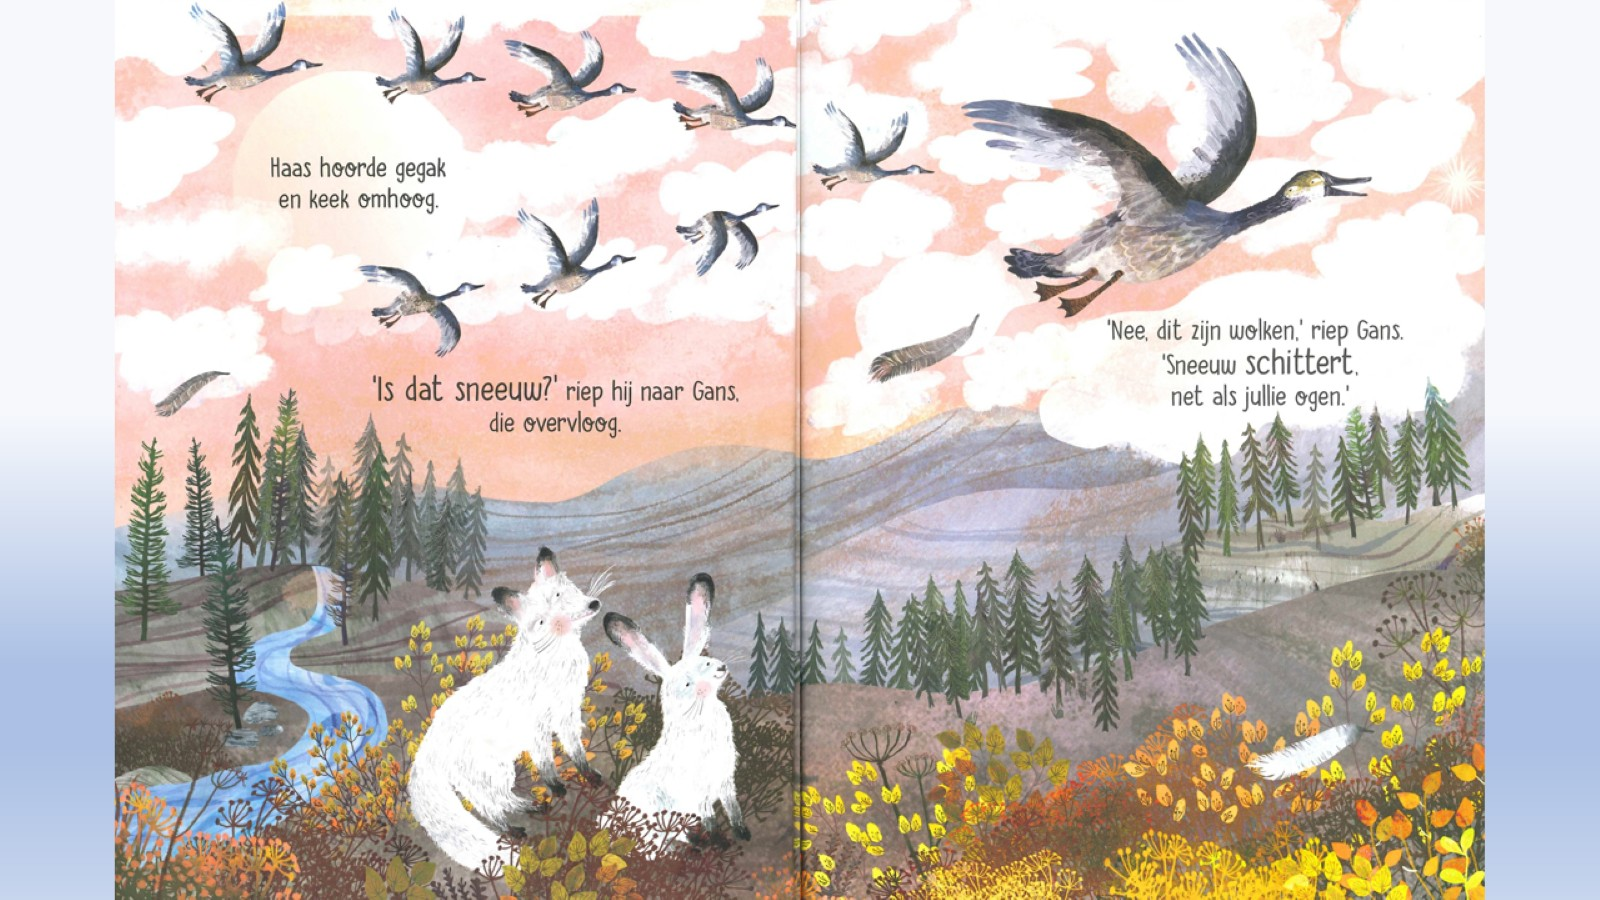 Haas hoorde gegak
en keek omhoog.
'Is dat sneeuw?' riep hij naar Gans,
die overvloog.
'Nee, dit zijn wolken,' riep Gans.
'Sneeuw schittert,
net als jullie ogen.'